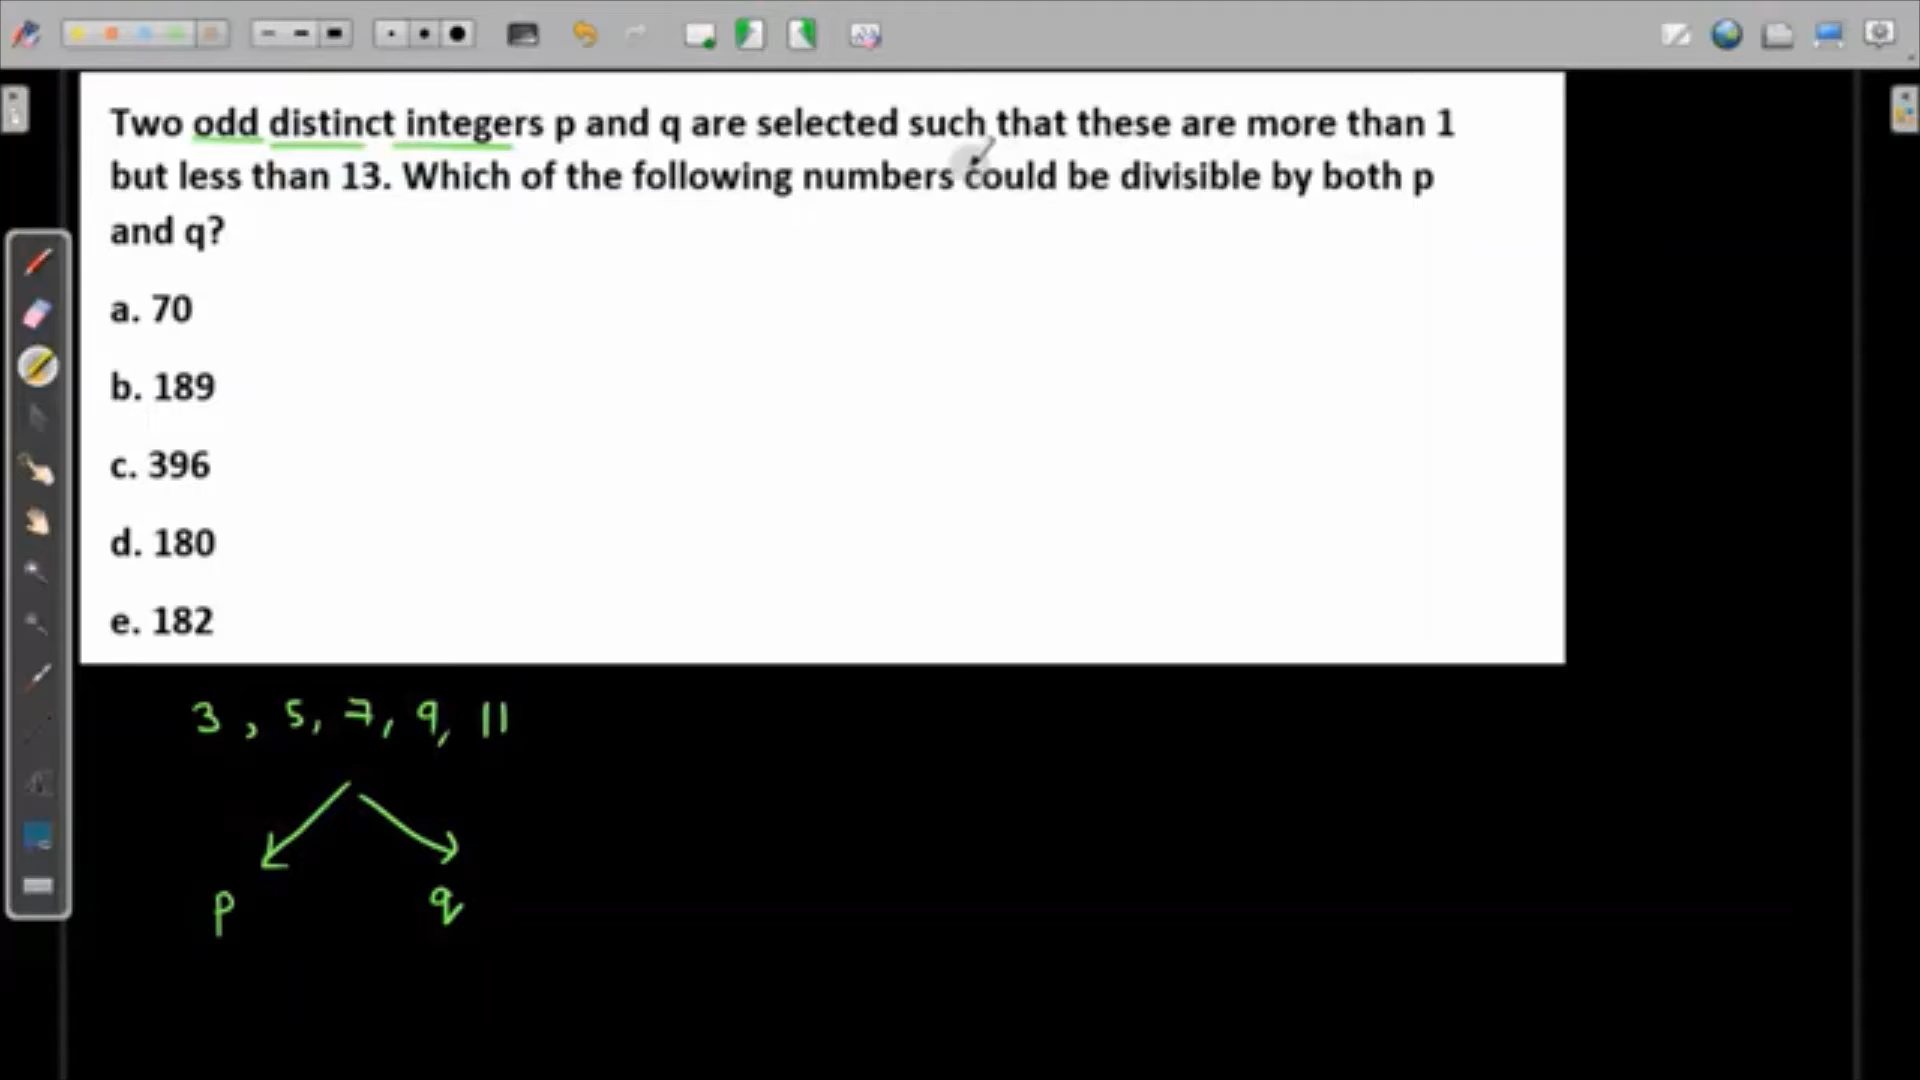 Two odd distinct integers p and q are selected such that these are more than 1
but less than 13. Which of the following numbers could be divisible by both p
and q?
a. 70
b. 189
c. 396
d. 180
e. 182
3 , 5, 7, 9, 11
p q